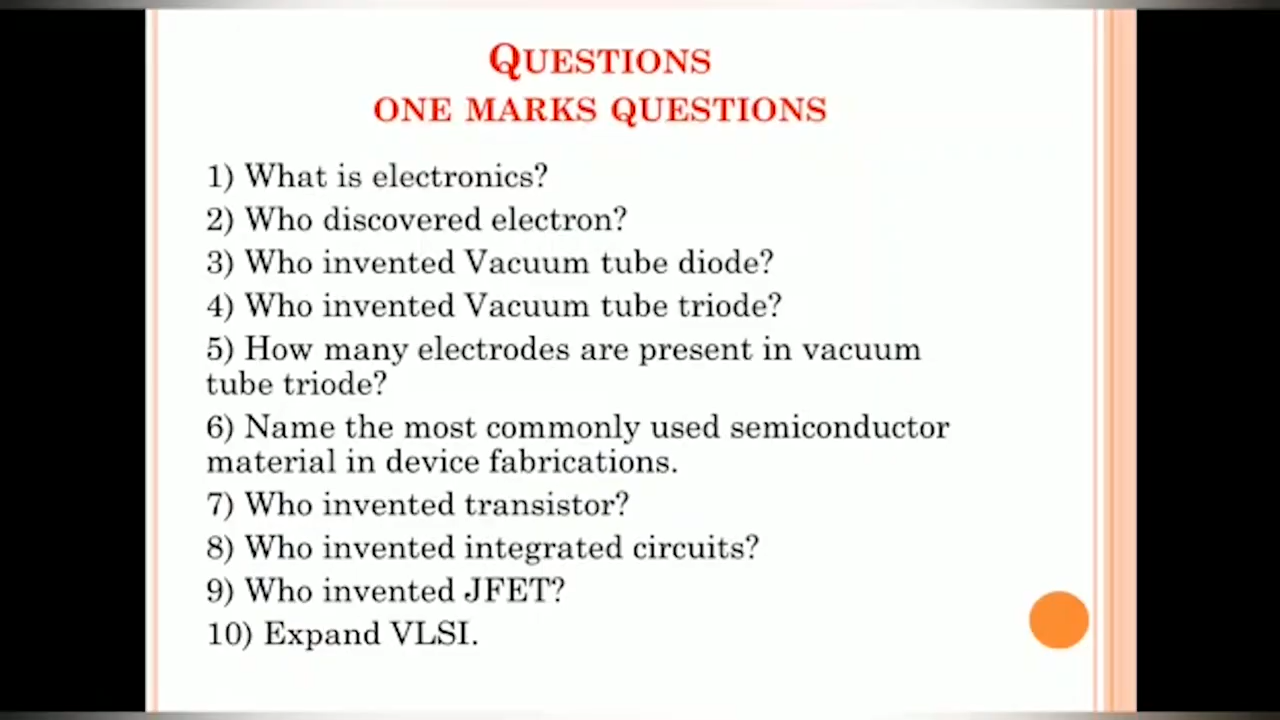 QUESTIONS
ONE MARKS QUESTIONS
1) What is electronics?
2) Who discovered electron?
3) Who invented Vacuum tube diode?
4) Who invented Vacuum tube triode?
5) How many electrodes are present in vacuum
tube triode?
6) Name the most commonly used semiconductor
material in device fabrications.
7) Who invented transistor?
8) Who invented integrated circuits?
9) Who invented JFET?
10) Expand VLSI.